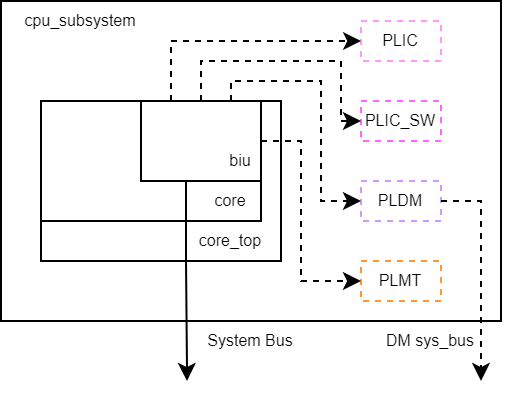 cpu_subsystem
PLIC
PLIC_SW
biu
core
PLDM
core_top
PLMT
System Bus
DM sys_bus